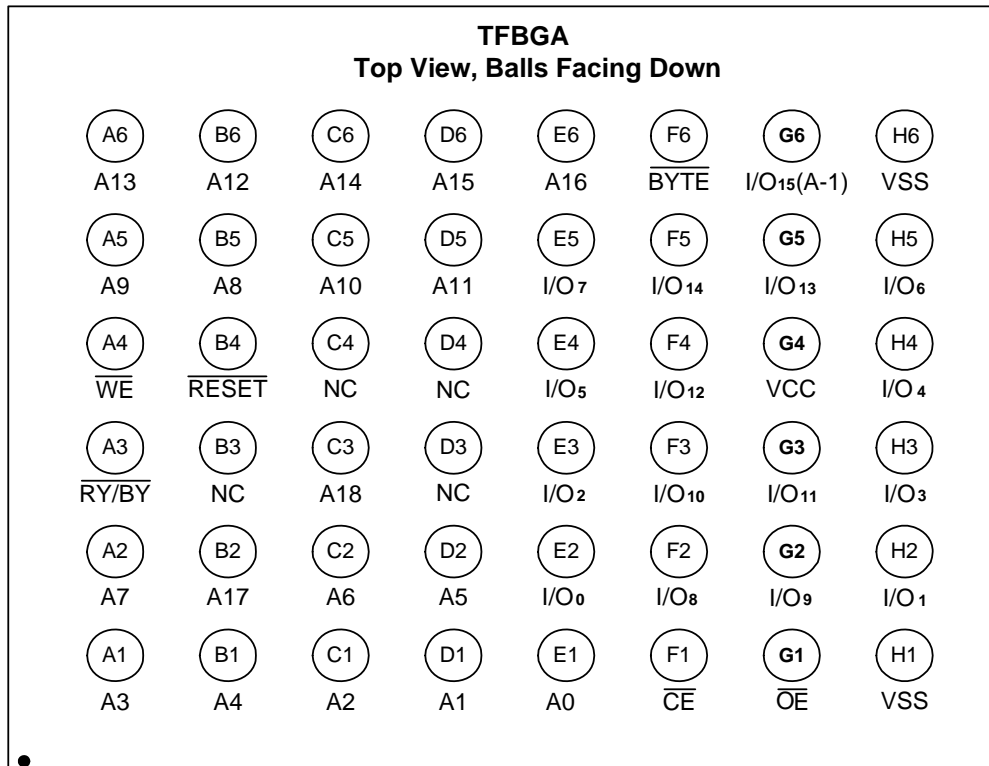 TFBGA
Top View, Balls Facing Down
A6 B6 C6 D6 E6 F6 G6 H6
A13 A12 A14 A15 A16 BYTE I/O15(A-1) VSS
A5 B5 C5 D5 E5 F5 G5 H5
A9 A8 A10 A11 I/O7 I/O14 I/O13 I/O6
A4 B4 C4 D4 E4 F4 G4 H4
WE RESET NC NC I/O5 I/O12 VCC I/O4
A3 B3 C3 D3 E3 F3 G3 H3
RY/BY NC A18 NC I/O2 I/O10 I/O11 I/O3
A2 B2 C2 D2 E2 F2 G2 H2
A7 A17 A6 A5 I/O0 I/O8 I/O9 I/O1
A1 B1 C1 D1 E1 F1 G1 H1
A3 A4 A2 A1 A0 CE OE VSS